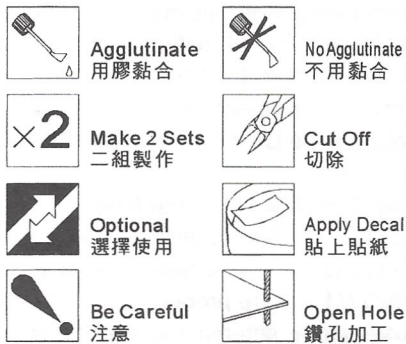 Agglutinate
用膠黏合
No Agglutinate
不用黏合
×2
Make 2 Sets
二組製作
Cut Off
切除
Optional
選擇使用
Apply Decal
貼上貼紙
Be Careful
注意
Open Hole
鑽孔加工